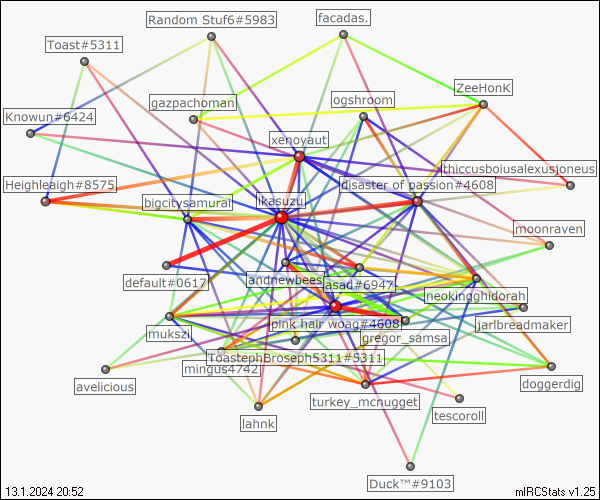 Random Stuf6#5983
facadas.
Toast#5311
ZeeHonK
gazpachoman
ogshroom
Knowun#6424
xenoyaut
thiccusboiusalexusjoneus
Heighleaigh#8575
disaster of passion#4608
bigcitysamurai
ikasuzu
moonraven
default#0617
andnewbees
asad#6947
neokingghidorah
mukszi
pink hair woag#4608
jarlbreadmaker
gregor_samsa
ToastephBroseph5311#5311
mingus4742
avelicious
doggerdig
turkey_mcnugget
tescoroll
lahnk
Duck™#9103
13.1.2024 20:52
mIRCStats v1.25